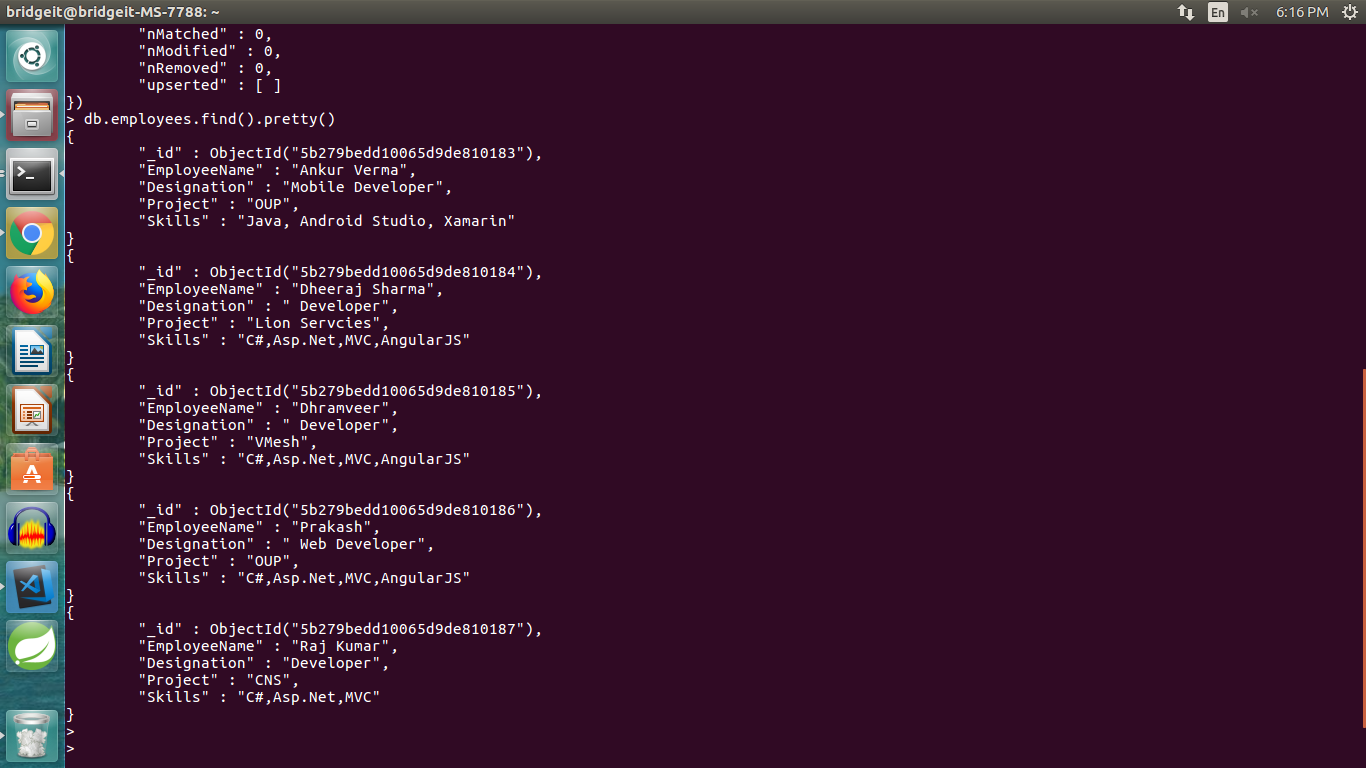 bridgeit@bridgeit-MS-7788: ~
En
6:16 PM
"nMatched" : 0,
"nModified" : 0,
"nRemoved" : 0,
"upserted" : [ ]
})
> db.employees.find().pretty()
{
"_id" : ObjectId("5b279bedd10065d9de810183"),
"EmployeeName" : "Ankur Verma",
"Designation" : "Mobile Developer",
"Project" : "OUP",
"Skills" : "Java, Android Studio, Xamarin"
}
{
"_id" : ObjectId("5b279bedd10065d9de810184"),
"EmployeeName" : "Dheeraj Sharma",
"Designation" : " Developer",
"Project" : "Lion Servcies",
"Skills" : "C#,Asp.Net,MVC,AngularJS"
}
{
"_id" : ObjectId("5b279bedd10065d9de810185"),
"EmployeeName" : "Dhramveer",
"Designation" : " Developer",
"Project" : "VMesh",
"Skills" : "C#,Asp.Net,MVC,AngularJS"
}
{
"_id" : ObjectId("5b279bedd10065d9de810186"),
"EmployeeName" : "Prakash",
"Designation" : " Web Developer",
"Project" : "OUP",
"Skills" : "C#,Asp.Net,MVC,AngularJS"
}
{
"_id" : ObjectId("5b279bedd10065d9de810187"),
"EmployeeName" : "Raj Kumar",
"Designation" : "Developer",
"Project" : "CNS",
"Skills" : "C#,Asp.Net,MVC"
}
>
>